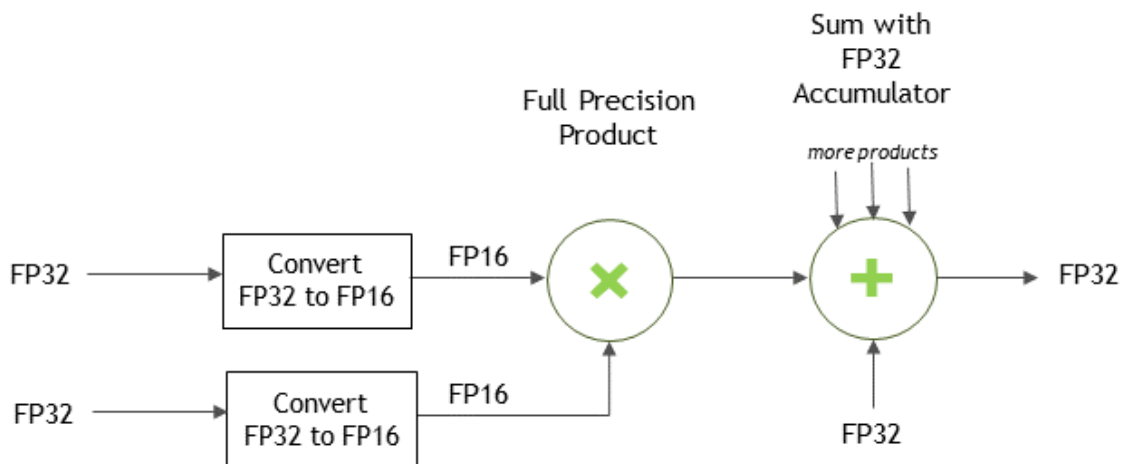 Sum with
FP32
Accumulator
Full Precision
Product
more products
FP32
Convert
FP32 to FP16
FP16
FP32
FP32
Convert
FP32 to FP16
FP16
FP32